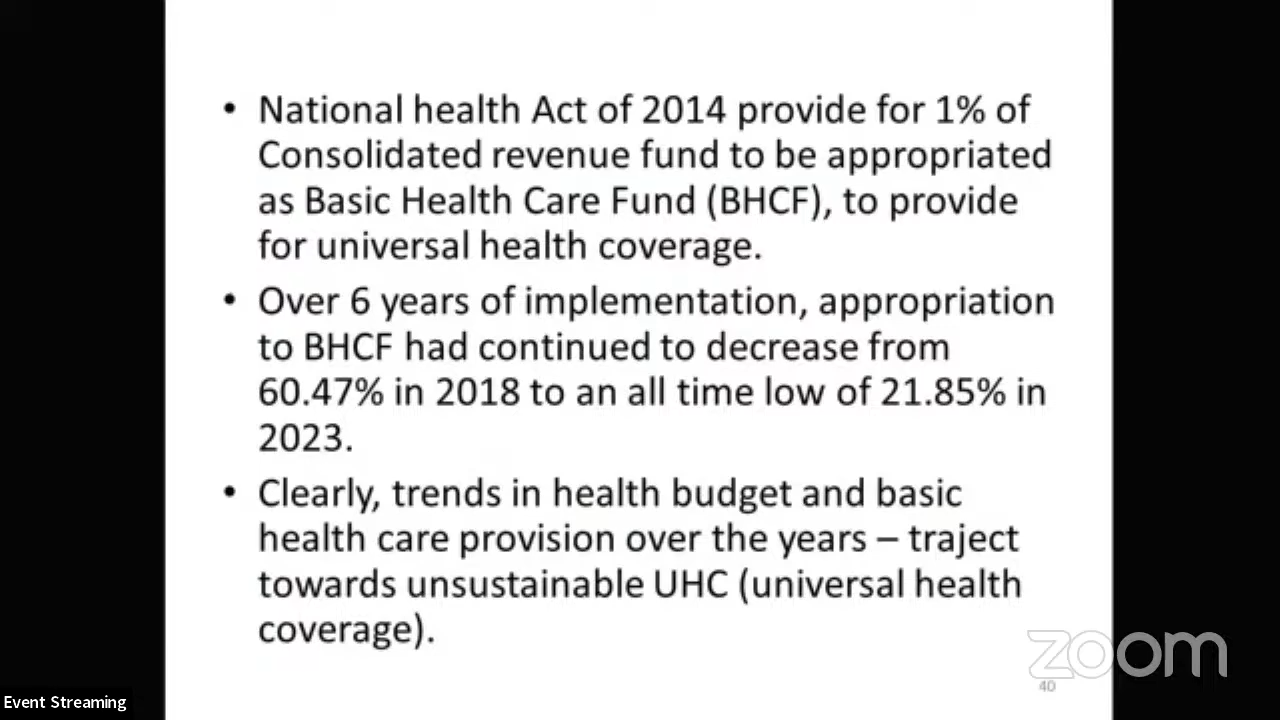 • National health Act of 2014 provide for 1% of
Consolidated revenue fund to be appropriated
as Basic Health Care Fund (BHCF), to provide
for universal health coverage.
• Over 6 years of implementation, appropriation
to BHCF had continued to decrease from
60.47% in 2018 to an all time low of 21.85% in
2023.
• Clearly, trends in health budget and basic
health care provision over the years – traject
towards unsustainable UHC (universal health
coverage).
zoom
40
Event Streaming